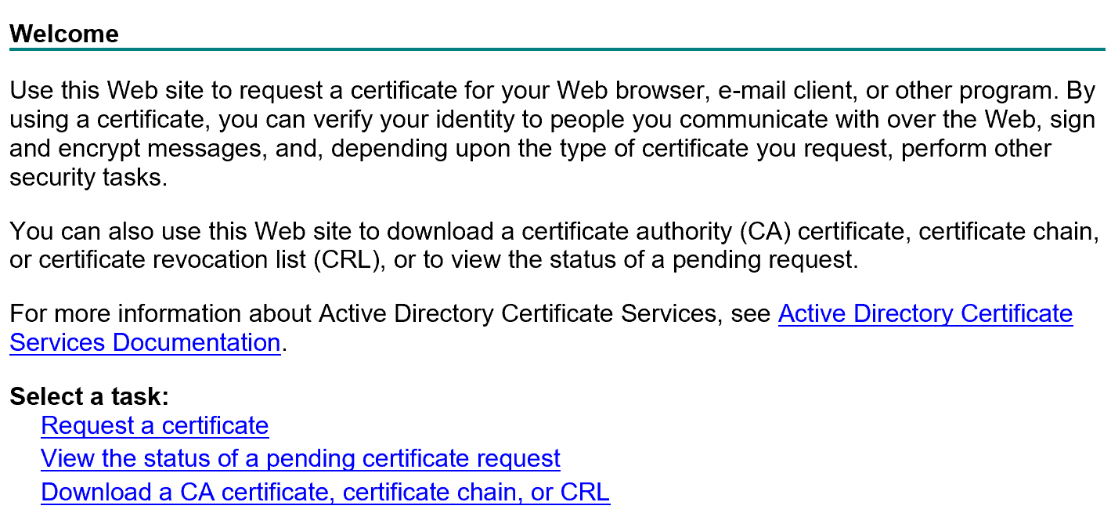 Welcome
Use this Web site to request a certificate for your Web browser, e-mail client, or other program. By
using a certificate, you can verify your identity to people you communicate with over the Web, sign
and encrypt messages, and, depending upon the type of certificate you request, perform other
security tasks.
You can also use this Web site to download a certificate authority (CA) certificate, certificate chain,
or certificate revocation list (CRL), or to view the status of a pending request.
For more information about Active Directory Certificate Services, see Active Directory Certificate
Services Documentation.
Select a task:
Request a certificate
View the status of a pending certificate request
Download a CA certificate, certificate chain, or CRL